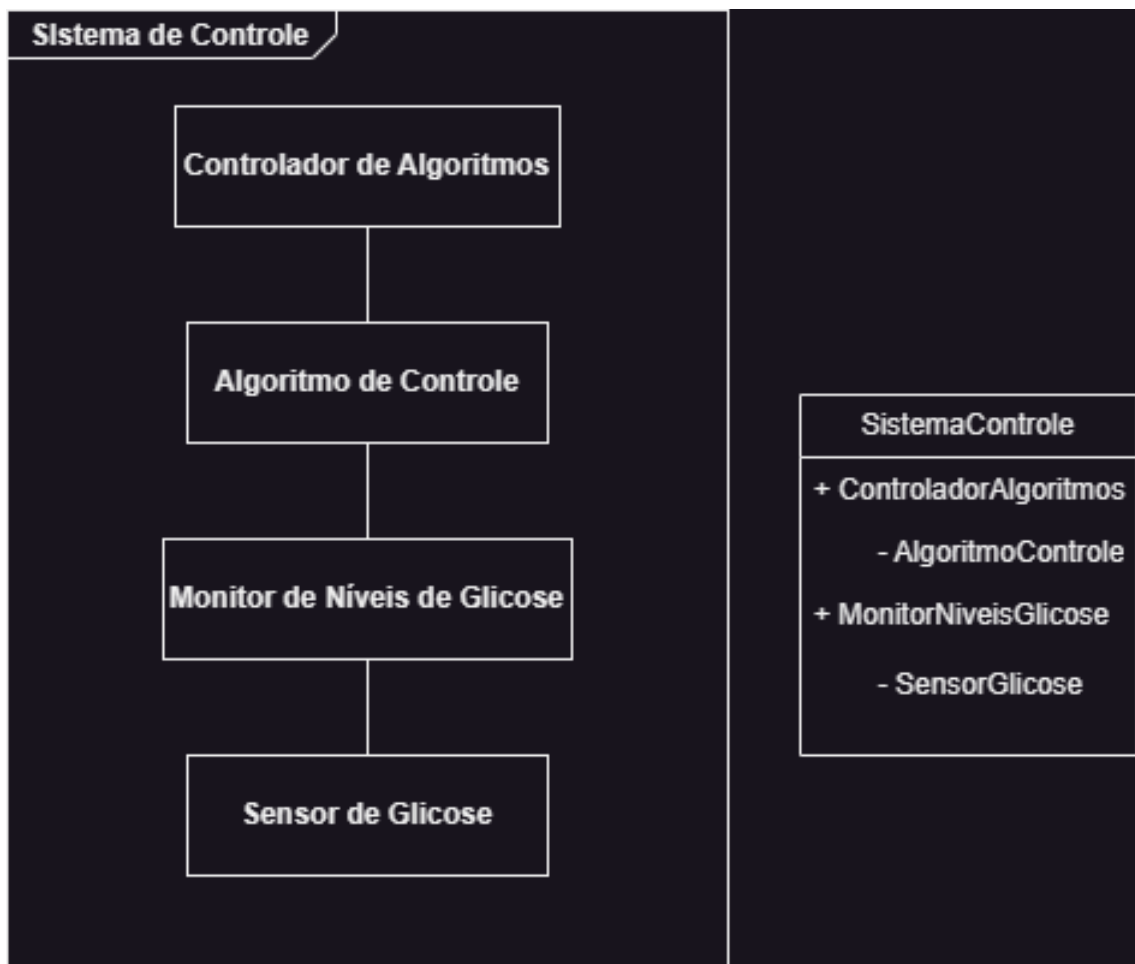 SIstema de Controle
Controlador de Algoritmos
Algoritmo de Controle
Monitor de Níveis de Glicose
Sensor de Glicose
SistemaControle
+ ControladorAlgoritmos
- AlgoritmoControle
+ MonitorNiveisGlicose
- SensorGlicose